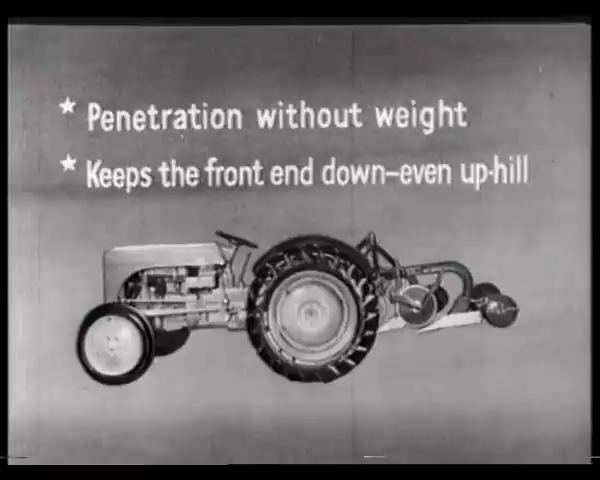 * Penetration without weight
* Keeps the front end down–even up-hill